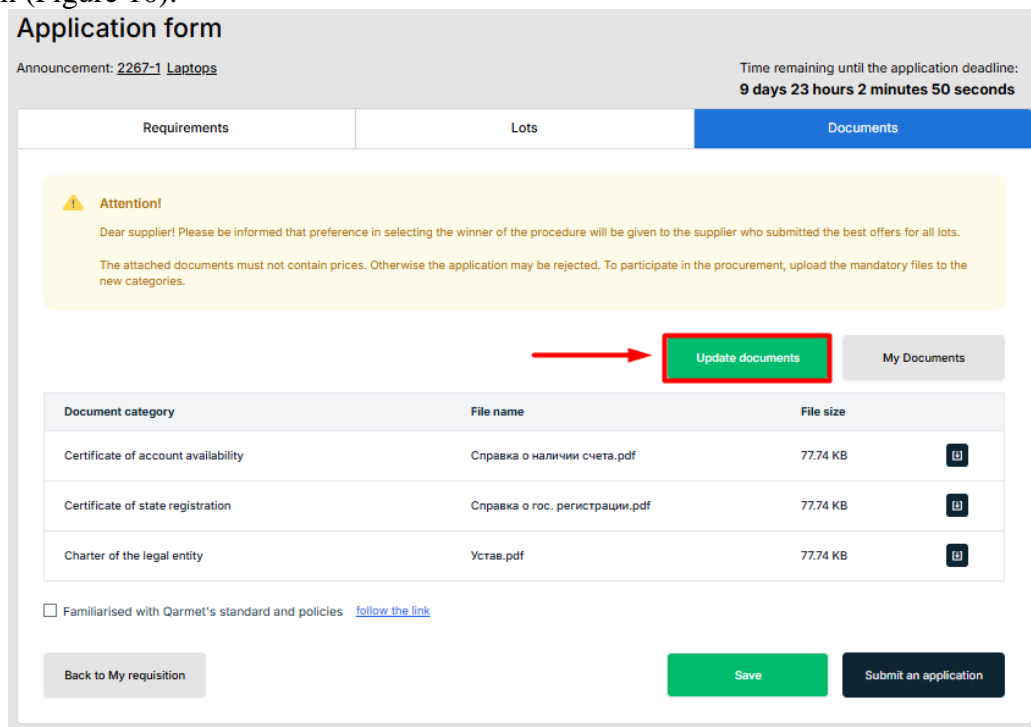 (Figure 16).
Application form
Announcement: 2267-1 Laptops
Time remaining until the application deadline:
9 days 23 hours 2 minutes 50 seconds
Requirements
Lots
Documents
Attention!
Dear supplier! Please be informed that preference in selecting the winner of the procedure will be given to the supplier who submitted the best offers for all lots.
The attached documents must not contain prices. Otherwise the application may be rejected. To participate in the procurement, upload the mandatory files to the
new categories.
Update documents
My Documents
Document category File name File size
Certificate of account availability Справка о наличии счета.pdf 77.74 KB
Certificate of state registration Справка о гос. регистрации.pdf 77.74 KB
Charter of the legal entity Устав.pdf 77.74 KB
Familiarised with Qarmet's standard and policies follow the link
Back to My requisition
Save
Submit an application